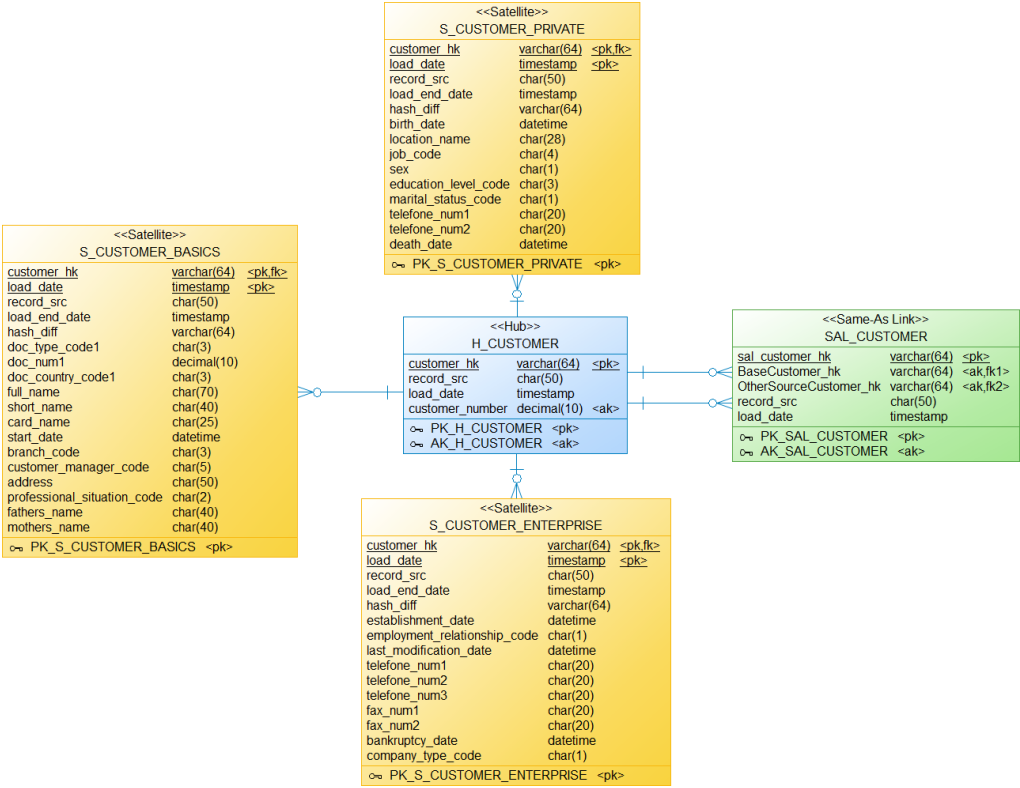 <<Satellite>>
S_CUSTOMER_PRIVATE
customer_hk varchar(64) <pk,fk>
load_date timestamp <pk>
record_src char(50)
load_end_date timestamp
hash_diff varchar(64)
birth_date datetime
location_name char(28)
job_code char(4)
sex char(1)
education_level_code char(3)
marital_status_code char(1)
telefone_num1 char(20)
telefone_num2 char(20)
death_date datetime
PK_S_CUSTOMER_PRIVATE <pk>
<<Satellite>>
S_CUSTOMER_BASICS
customer_hk varchar(64) <pk,fk>
load_date timestamp <pk>
record_src char(50)
load_end_date timestamp
hash_diff varchar(64)
doc_type_code1 char(3)
doc_num1 decimal(10)
doc_country_code1 char(3)
full_name char(70)
short_name char(40)
card_name char(25)
start_date datetime
branch_code char(3)
customer_manager_code char(5)
address char(50)
professional_situation_code char(2)
fathers_name char(40)
mothers_name char(40)
PK_S_CUSTOMER_BASICS <pk>
<<Hub>>
H_CUSTOMER
customer_hk varchar(64) <pk>
record_src char(50)
load_date timestamp
customer_number decimal(10) <ak>
PK_H_CUSTOMER <pk>
AK_H_CUSTOMER <ak>
<<Same-As Link>>
SAL_CUSTOMER
sal_customer_hk varchar(64) <pk>
BaseCustomer_hk varchar(64) <ak,fk1>
OtherSourceCustomer_hk varchar(64) <ak,fk2>
record_src char(50)
load_date timestamp
PK_SAL_CUSTOMER <pk>
AK_SAL_CUSTOMER <ak>
<<Satellite>>
S_CUSTOMER_ENTERPRISE
customer_hk varchar(64) <pk,fk>
load_date timestamp <pk>
record_src char(50)
load_end_date timestamp
hash_diff varchar(64)
establishment_date datetime
employment_relationship_code char(1)
last_modification_date datetime
telefone_num1 char(20)
telefone_num2 char(20)
telefone_num3 char(20)
fax_num1 char(20)
fax_num2 char(20)
bankruptcy_date datetime
company_type_code char(1)
PK_S_CUSTOMER_ENTERPRISE <pk>